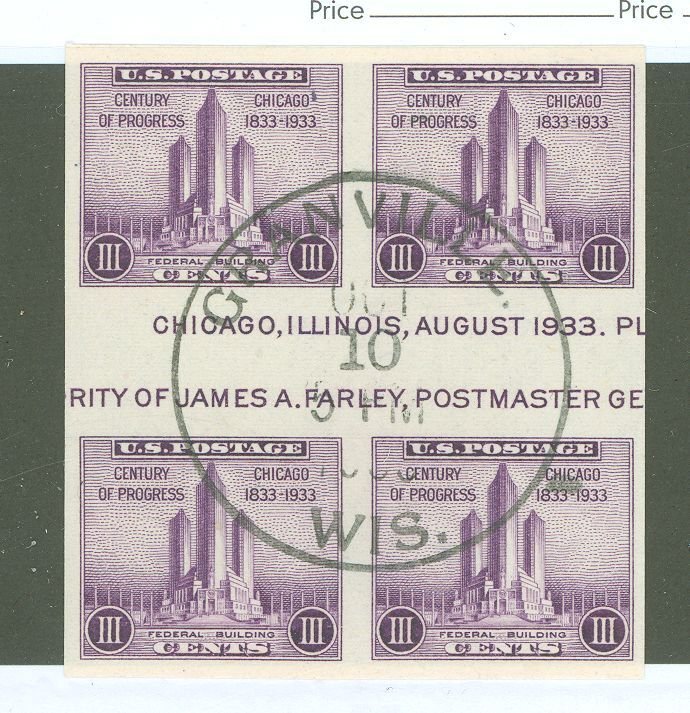 Price Price
U.S. POSTAGE U.S. POSTAGE
CENTURY CHICAGO CENTURY CHICAGO
OF PROGRESS 1833-1933 OF PROGRESS 1833-1933
III FEDERAL BUILDING III III FEDERAL BUILDING III
CENTS CENTS
GRANVILLE.
OCT
10
5 PM
WIS.
CHICAGO, ILLINOIS, AUGUST 1933. PL
RITY OF JAMES A. FARLEY, POSTMASTER GE
U.S. POSTAGE U.S. POSTAGE
CENTURY CHICAGO CENTURY CHICAGO
OF PROGRESS 1833-1933 OF PROGRESS 1833-1933
III FEDERAL BUILDING III III FEDERAL BUILDING III
CENTS CENTS